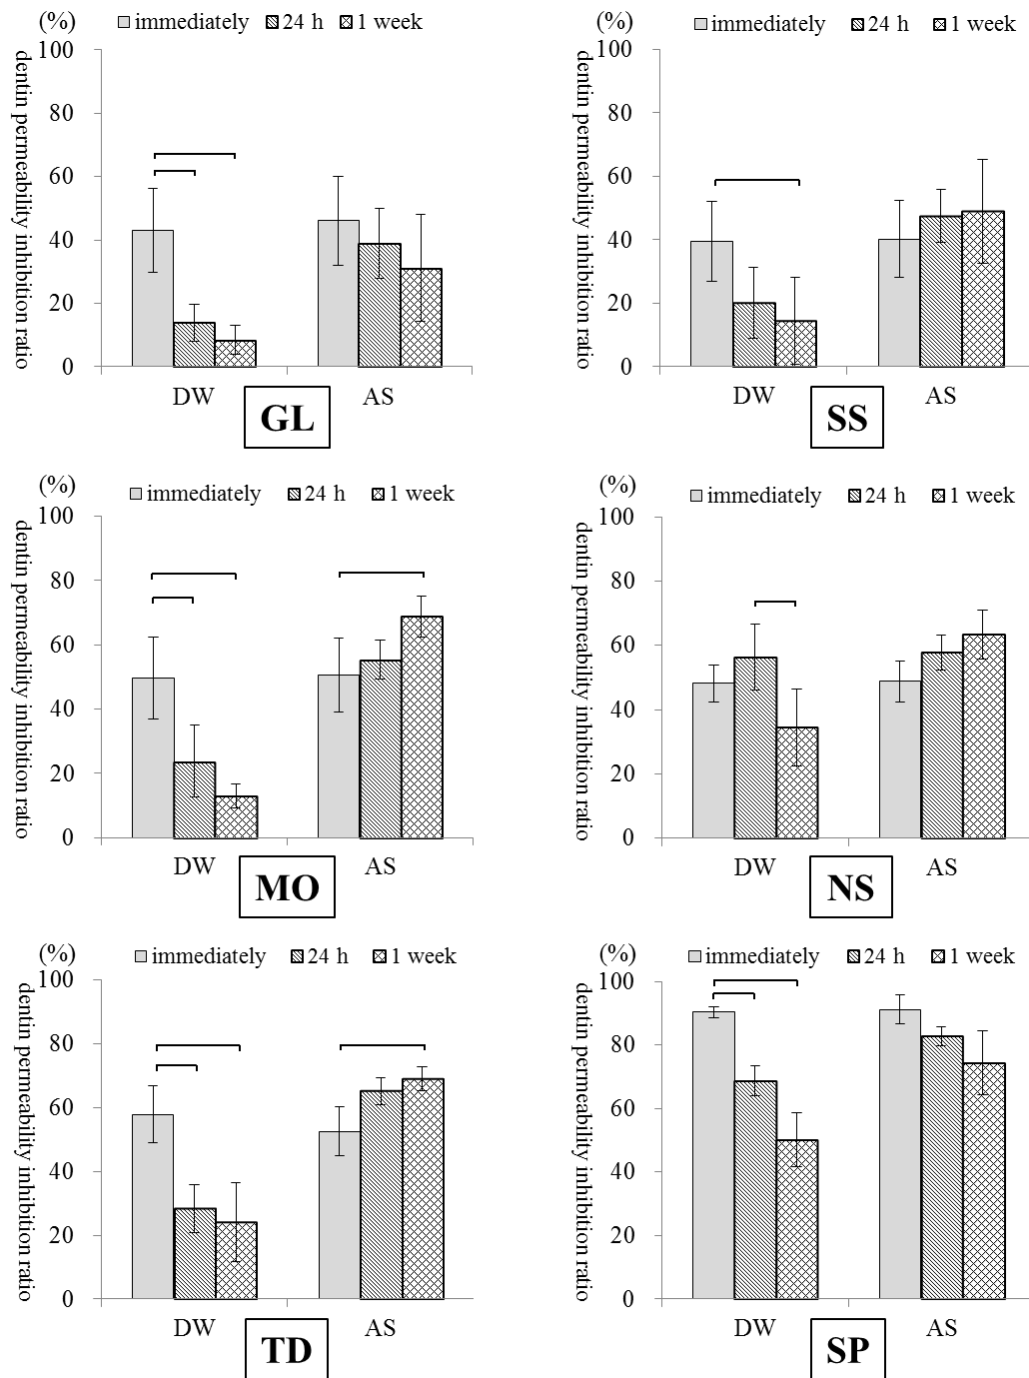 (%)
immediately 24 h 1 week
dentin permeability inhibition ratio
100
80
60
40
20
0
DW AS
GL
(%)
immediately 24 h 1 week
dentin permeability inhibition ratio
100
80
60
40
20
0
DW AS
SS
(%)
immediately 24 h 1 week
dentin permeability inhibition ratio
100
80
60
40
20
0
DW AS
MO
(%)
immediately 24 h 1 week
dentin permeability inhibition ratio
100
80
60
40
20
0
DW AS
NS
(%)
immediately 24 h 1 week
dentin permeability inhibition ratio
100
80
60
40
20
0
DW AS
TD
(%)
immediately 24 h 1 week
dentin permeability inhibition ratio
100
80
60
40
20
0
DW AS
SP